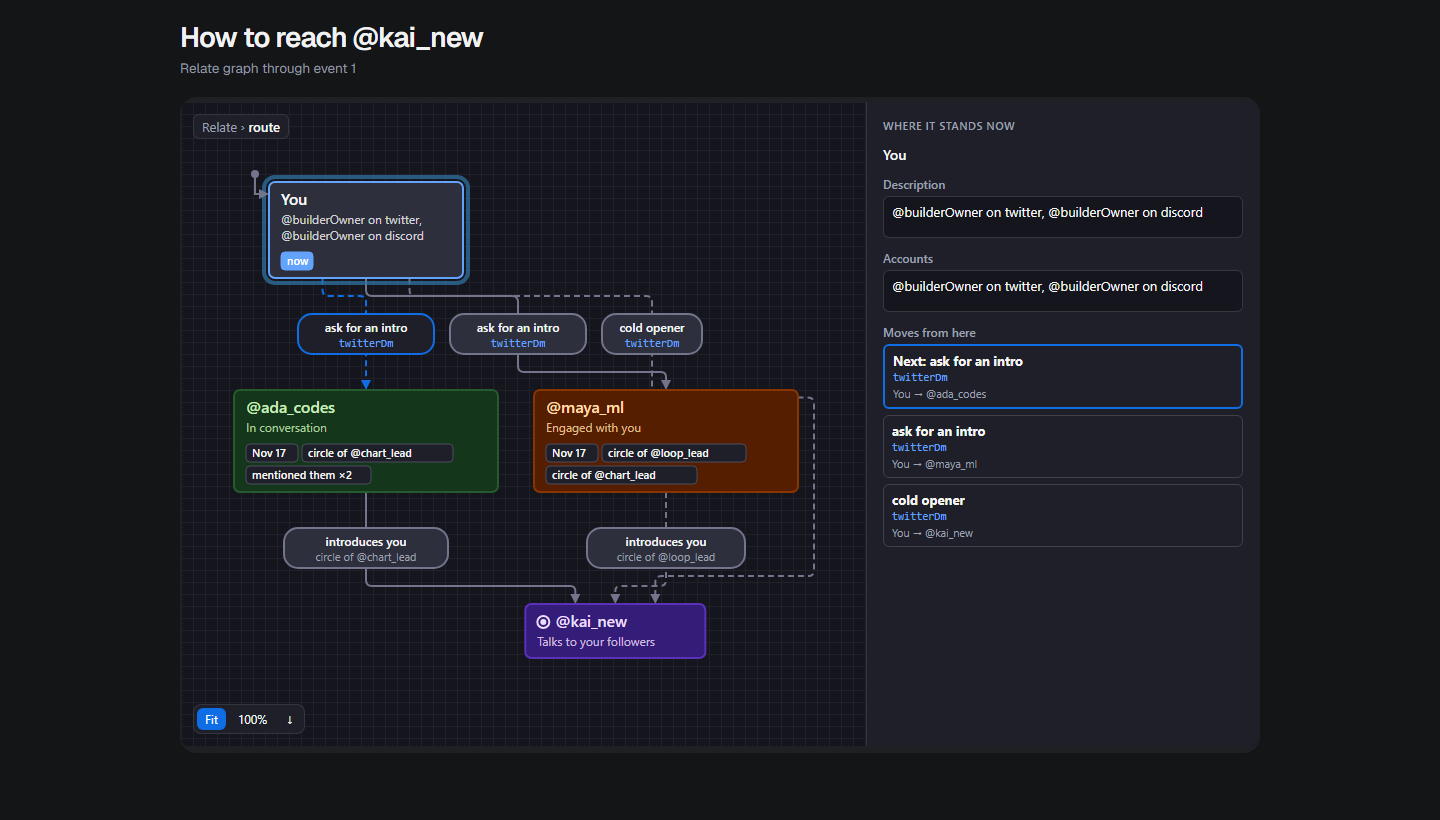 How to reach @kai_new
Relate graph through event 1
Relate › route
You
@builderOwner on twitter,
@builderOwner on discord
now
ask for an intro
twitterDm
ask for an intro
twitterDm
cold opener
twitterDm
@ada_codes
In conversation
Nov 17
circle of @chart_lead
mentioned them ×2
@maya_ml
Engaged with you
Nov 17
circle of @loop_lead
circle of @chart_lead
introduces you
circle of @chart_lead
introduces you
circle of @loop_lead
@kai_new
Talks to your followers
Fit
100%
↓
WHERE IT STANDS NOW
You
Description
@builderOwner on twitter, @builderOwner on discord
Accounts
@builderOwner on twitter, @builderOwner on discord
Moves from here
Next: ask for an intro
twitterDm
You → @ada_codes
ask for an intro
twitterDm
You → @maya_ml
cold opener
twitterDm
You → @kai_new